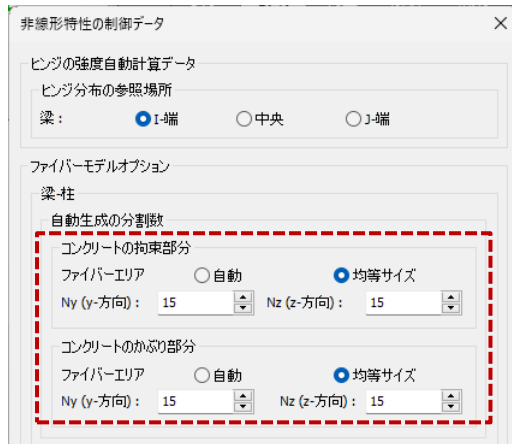 非線形特性の制御データ
ヒンジの強度自動計算データ
ヒンジ分布の参照場所
梁： I-端 中央 J-端
ファイバーモデルオプション
梁-柱
自動生成の分割数
コンクリートの拘束部分
ファイバーエリア 自動 均等サイズ
Ny (y-方向)： 15 Nz (z-方向)： 15
コンクリートのかぶり部分
ファイバーエリア 自動 均等サイズ
Ny (y-方向)： 15 Nz (z-方向)： 15